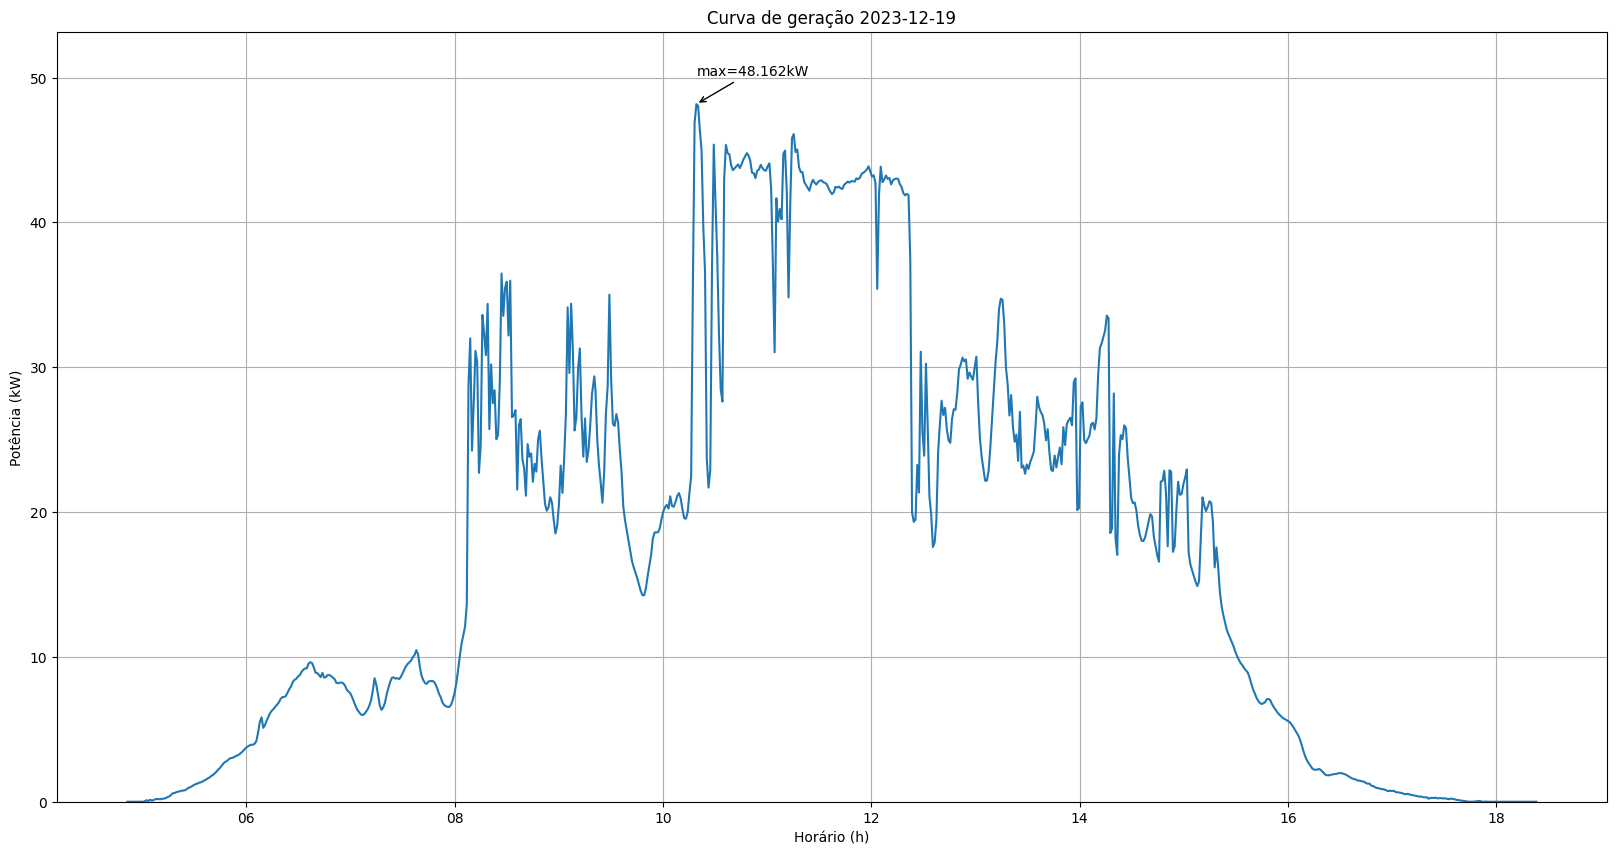 Curva de geração 2023-12-19
max=48.162kW
50
40
30
20
10
0
Potência (kW)
06 08 10 12 14 16 18
Horário (h)